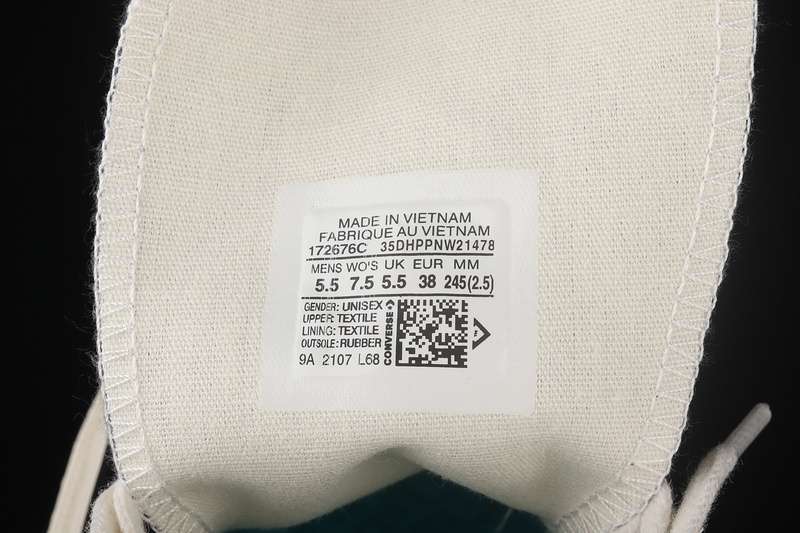 MADE IN VIETNAM
FABRIQUE AU VIETNAM
172676C 35DHPPNW21478
MENS WO'S UK EUR MM
5.5 7.5 5.5 38 245(2.5)
GENDER: UNISEX
UPPER: TEXTILE
LINING: TEXTILE
OUTSOLE: RUBBER
9A 2107 L68
CONVERSE